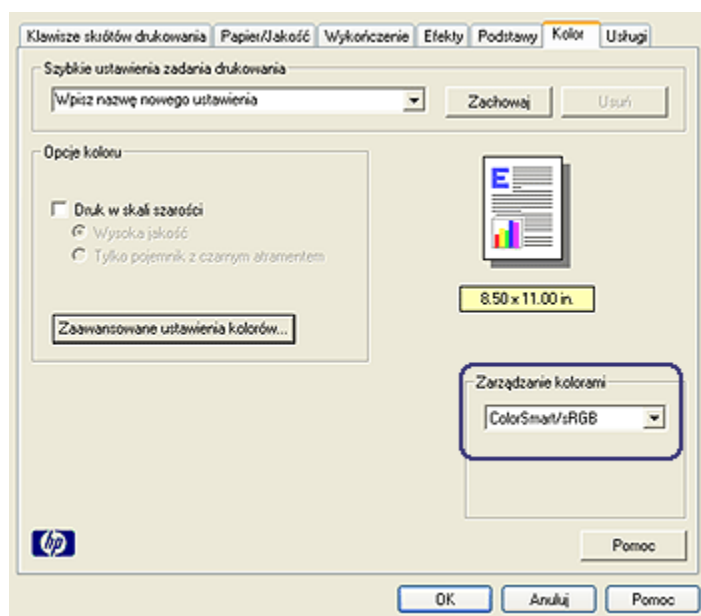 Klawisze skrótów drukowania Papier/Jakość Wykończenie Efekty Podstawy Kolor Usługi
Szybkie ustawienia zadania drukowania
Wpisz nazwę nowego ustawienia Zachowaj Usuń
Opcje koloru
Druk w skali szarości
Wysoka jakość
Tylko pojemnik z czarnym atramentem
E
8.50 x 11.00 in.
Zaawansowane ustawienia kolorów...
Zarządzanie kolorami
ColorSmart/sRGB
hp
Pomoc
OK Anuluj Pomoc